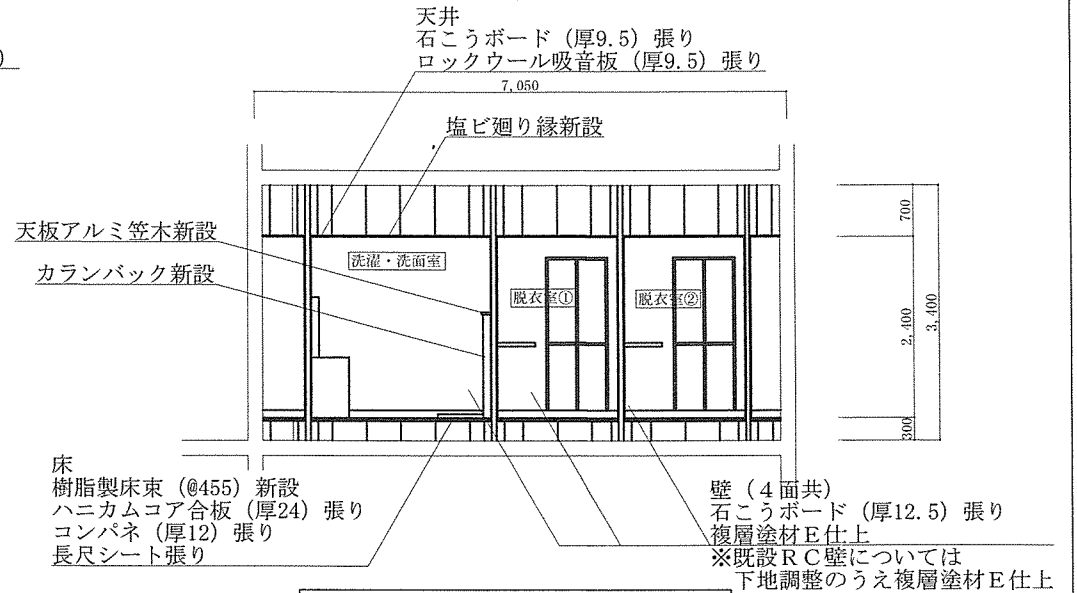 天井
石こうボード（厚9.5）張り
ロックウール吸音板（厚9.5）張り
)
7,050
塩ビ廻り縁新設
天板アルミ笠木新設
カランバック新設
洗濯・洗面室
脱衣室①
脱衣室②
700
2,400
3,400
300
床
樹脂製床束（@455）新設
ハニカムコア合板（厚24）張り
コンパネ（厚12）張り
長尺シート張り
壁（４面共）
石こうボード（厚12.5）張り
複層塗材Ｅ仕上
※既設ＲＣ壁については
下地調整のうえ複層塗材Ｅ仕上